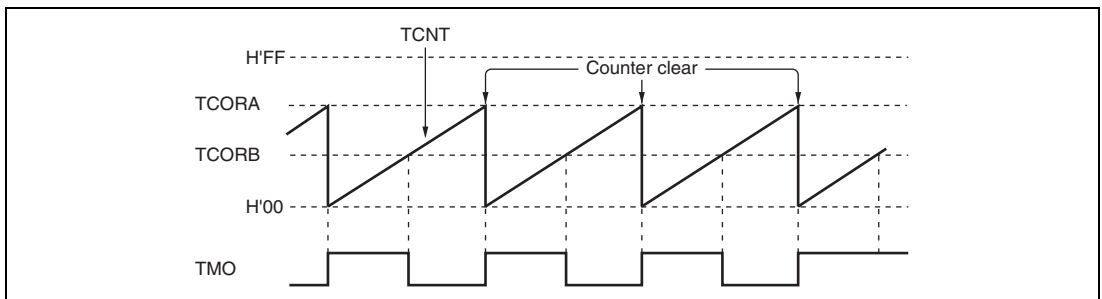 TCNT
H'FF
Counter clear
TCORA
TCORB
H'00
TMO